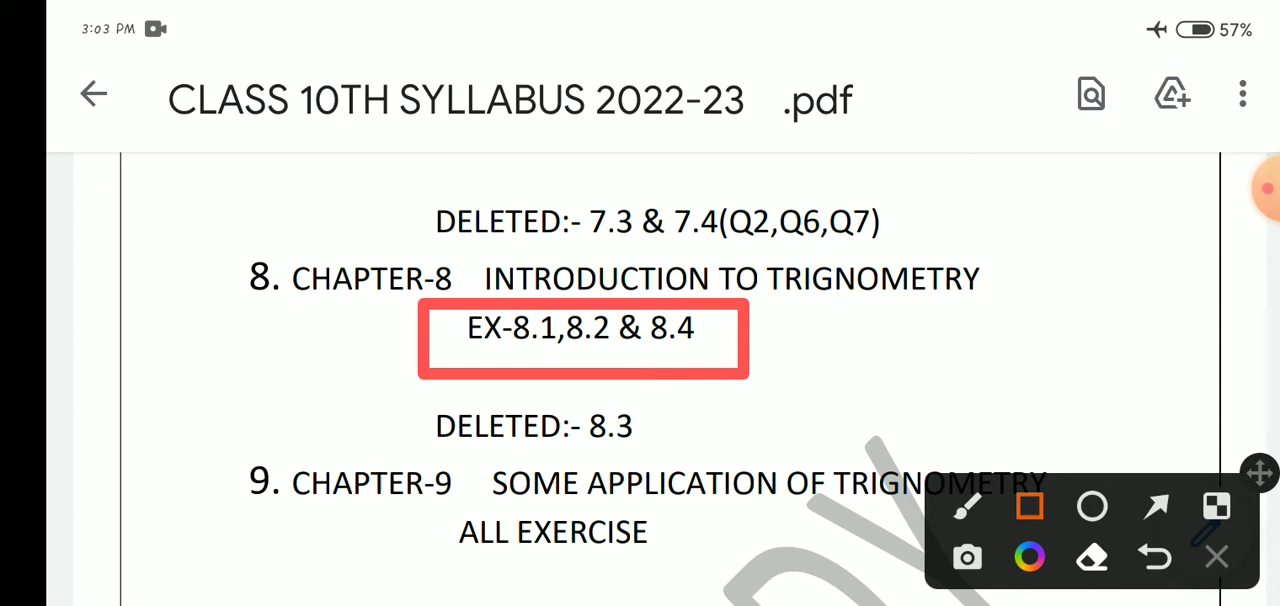 3:03 PM 57%
CLASS 10TH SYLLABUS 2022-23 .pdf
DELETED:- 7.3 & 7.4(Q2,Q6,Q7)
8. CHAPTER-8 INTRODUCTION TO TRIGNOMETRY
EX-8.1,8.2 & 8.4
DELETED:- 8.3
9. CHAPTER-9 SOME APPLICATION OF TRIGNOMETRY
ALL EXERCISE